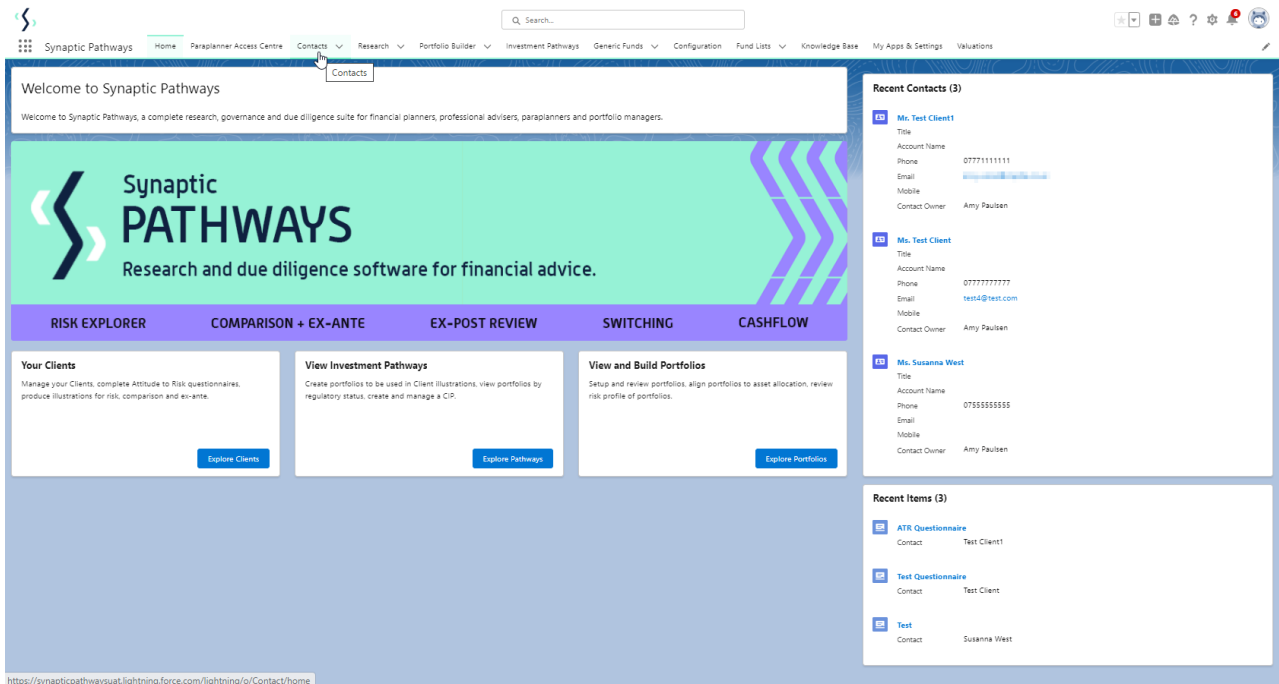 Search...
6
Synaptic Pathways Home Paraplanner Access Centre Contacts Research Portfolio Builder Investment Pathways Generic Funds Configuration Fund Lists Knowledge Base My Apps & Settings Valuations
Contacts
Welcome to Synaptic Pathways
Welcome to Synaptic Pathways, a complete research, governance and due diligence suite for financial planners, professional advisers, paraplanners and portfolio managers.
Synaptic
PATHWAYS
Research and due diligence software for financial advice.
RISK EXPLORER COMPARISON + EX-ANTE EX-POST REVIEW SWITCHING CASHFLOW
Your Clients
Manage your Clients, complete Attitude to Risk questionnaires,
produce illustrations for risk, comparison and ex-ante.
Explore Clients
View Investment Pathways
Create portfolios to be used in Client illustrations, view portfolios by
regulatory status, create and manage a CIP.
Explore Pathways
View and Build Portfolios
Setup and review portfolios, align portfolios to asset allocation, review
risk profile of portfolios.
Explore Portfolios
Recent Contacts (3)
Mr. Test Client1
Title
Account Name
Phone 07771111111
Email
Mobile
Contact Owner Amy Paulsen
Ms. Test Client
Title
Account Name
Phone 07777777777
Email test4@test.com
Mobile
Contact Owner Amy Paulsen
Ms. Susanna West
Title
Account Name
Phone 07555555555
Email
Mobile
Contact Owner Amy Paulsen
Recent Items (3)
ATR Questionnaire
Contact Test Client1
Test Questionnaire
Contact Test Client
Test
Contact Susanna West
https://synapticpathwaysuat.lightning.force.com/lightning/o/Contact/home